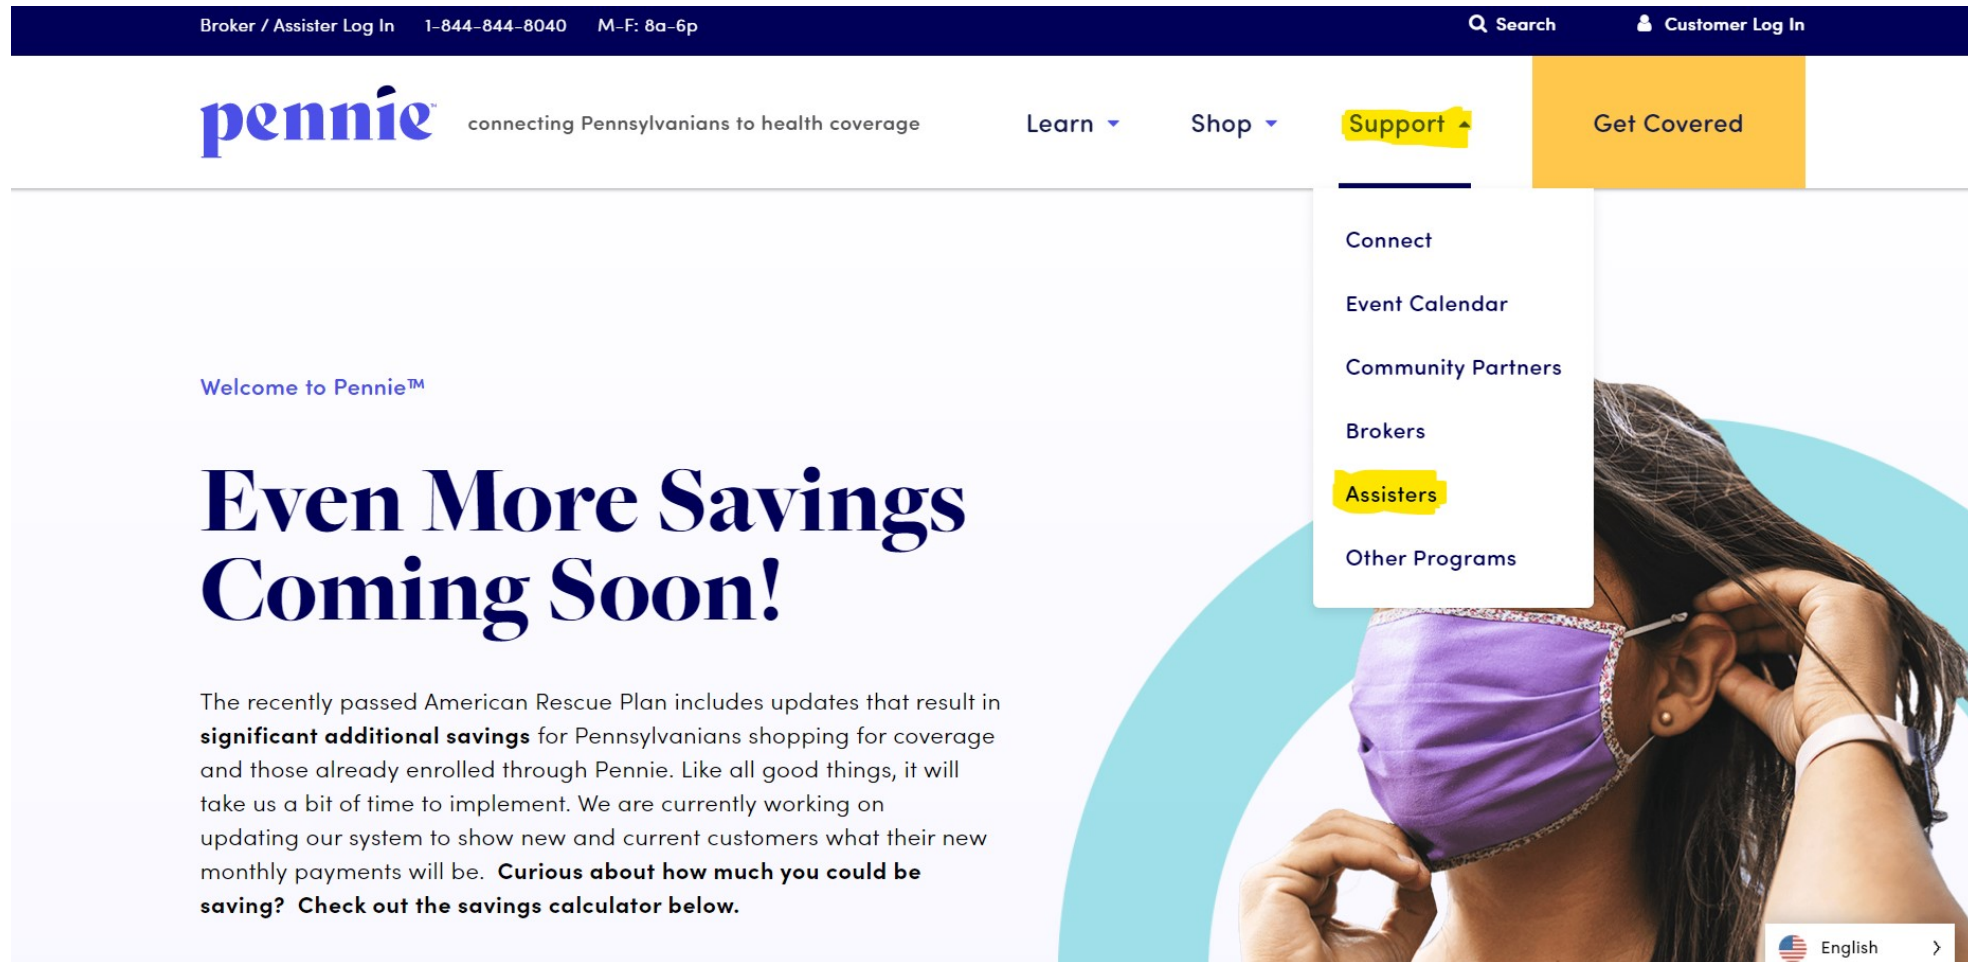 Broker / Assister Log In 1-844-844-8040 M-F: 8a-6p Search Customer Log In
pennie™ connecting Pennsylvanians to health coverage Learn Shop Support Get Covered
Connect
Event Calendar
Community Partners
Brokers
Assisters
Other Programs
Welcome to Pennie™
Even More Savings
Coming Soon!
The recently passed American Rescue Plan includes updates that result in
significant additional savings for Pennsylvanians shopping for coverage
and those already enrolled through Pennie. Like all good things, it will
take us a bit of time to implement. We are currently working on
updating our system to show new and current customers what their new
monthly payments will be. Curious about how much you could be
saving? Check out the savings calculator below.
English